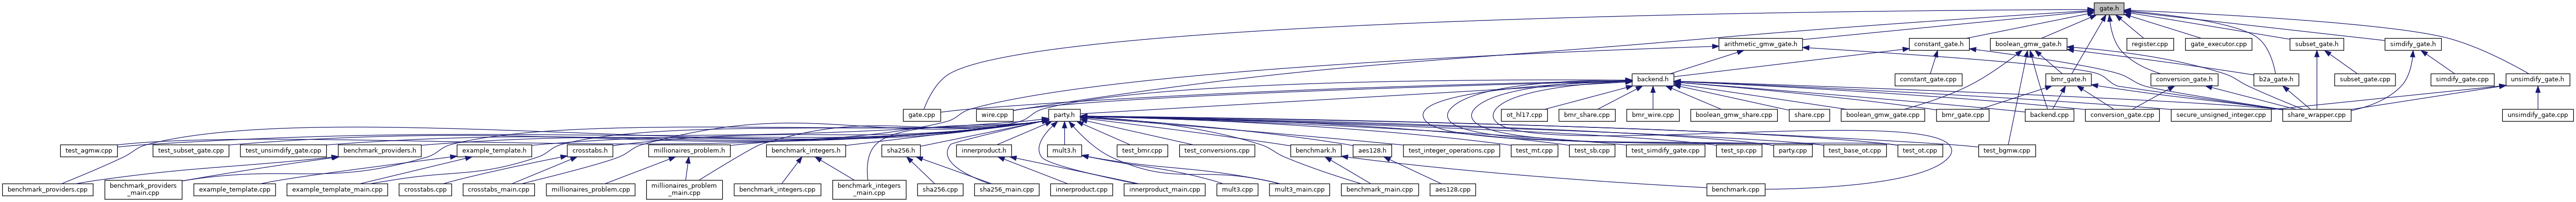 gate.h
arithmetic_gmw_gate.h
constant_gate.h
boolean_gmw_gate.h
register.cpp
gate_executor.cpp
subset_gate.h
simdify_gate.h
backend.h
constant_gate.cpp
bmr_gate.h
conversion_gate.h
b2a_gate.h
subset_gate.cpp
simdify_gate.cpp
unsimdify_gate.h
gate.cpp
wire.cpp
party.h
ot_hl17.cpp
bmr_share.cpp
bmr_wire.cpp
boolean_gmw_share.cpp
share.cpp
boolean_gmw_gate.cpp
bmr_gate.cpp
backend.cpp
conversion_gate.cpp
secure_unsigned_integer.cpp
share_wrapper.cpp
unsimdify_gate.cpp
test_agmw.cpp
test_subset_gate.cpp
test_unsimdify_gate.cpp
benchmark_providers.h
example_template.h
crosstabs.h
millionaires_problem.h
benchmark_integers.h
sha256.h
innerproduct.h
mult3.h
test_bmr.cpp
test_conversions.cpp
benchmark.h
aes128.h
test_integer_operations.cpp
test_mt.cpp
test_sb.cpp
test_simdify_gate.cpp
test_sp.cpp
party.cpp
test_base_ot.cpp
test_ot.cpp
test_bgmw.cpp
benchmark_providers.cpp
benchmark_providers
_main.cpp
example_template.cpp
example_template_main.cpp
crosstabs.cpp
crosstabs_main.cpp
millionaires_problem.cpp
millionaires_problem
_main.cpp
benchmark_integers.cpp
benchmark_integers
_main.cpp
sha256.cpp
sha256_main.cpp
innerproduct.cpp
innerproduct_main.cpp
mult3.cpp
mult3_main.cpp
benchmark_main.cpp
aes128.cpp
benchmark.cpp